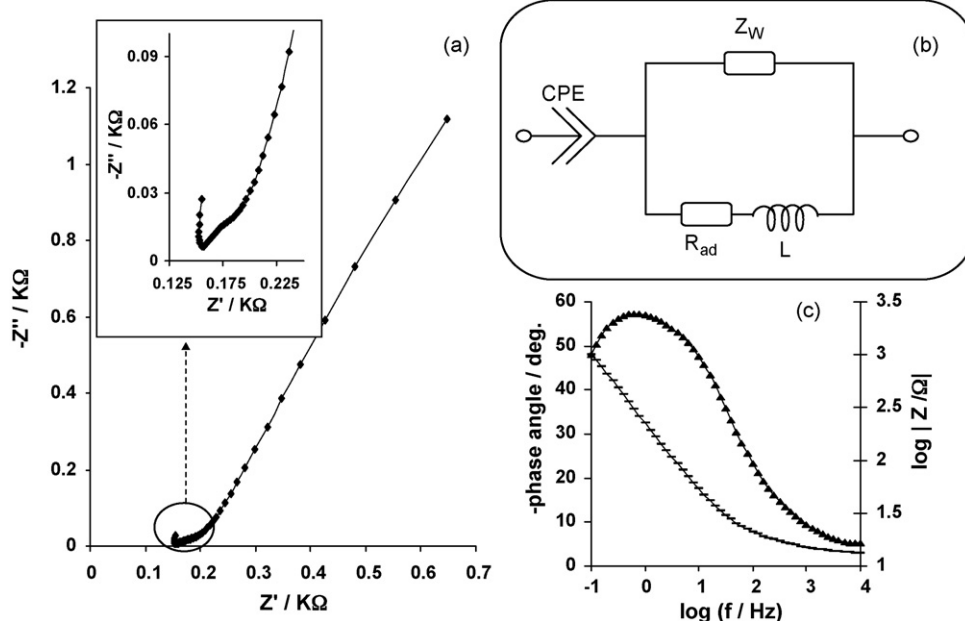 (a)
-Z'' / KΩ
1.2
1
0.8
0.6
0.4
0.2
0
0
0.1
0.2
0.3
0.4
0.5
0.6
0.7
Z' / KΩ
-Z'' / KΩ
0.09
0.06
0.03
0
0.125
0.175
0.225
Z' / KΩ
(b)
CPE
Z_W
R_ad
L
(c)
-phase angle / deg.
60
50
40
30
20
10
0
-1
0
1
2
3
4
log (f / Hz)
3.5
3
2.5
2
1.5
1
log | Z /Ω|